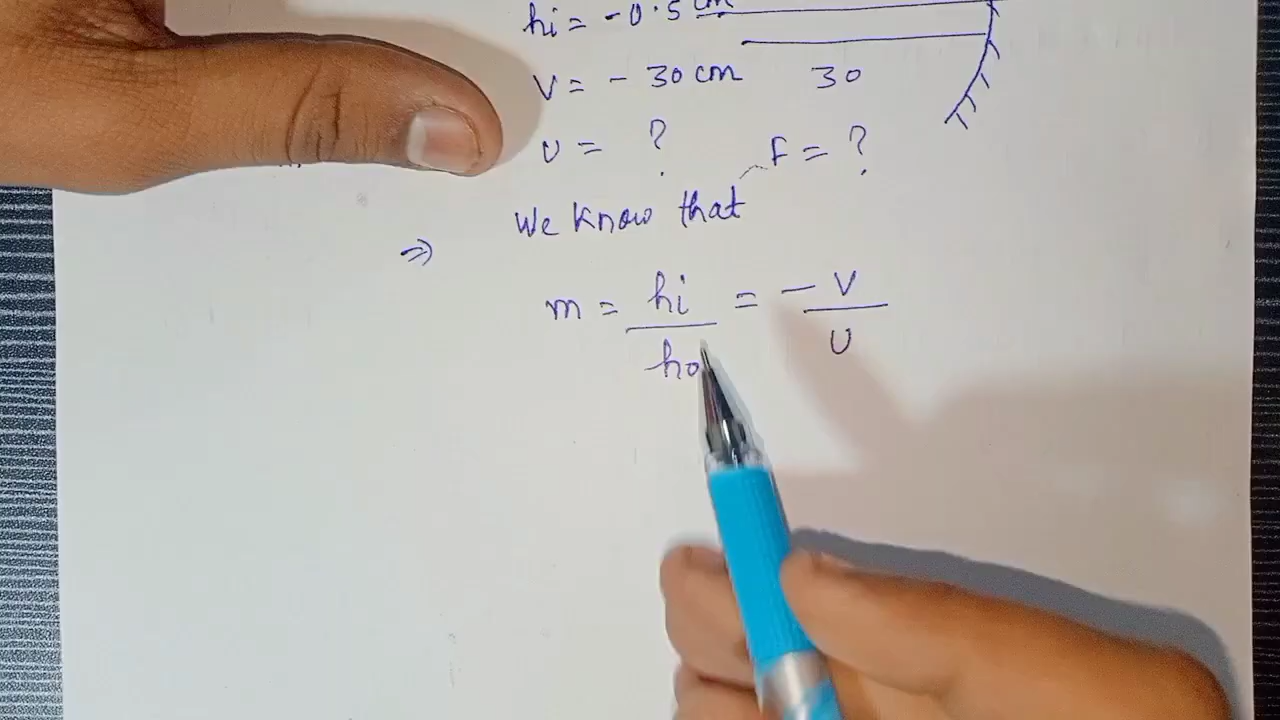 hi = -0.5 cm
V = - 30 cm 30
U = ? F = ?
We know that
⇒
m = hi/ho = - V/U